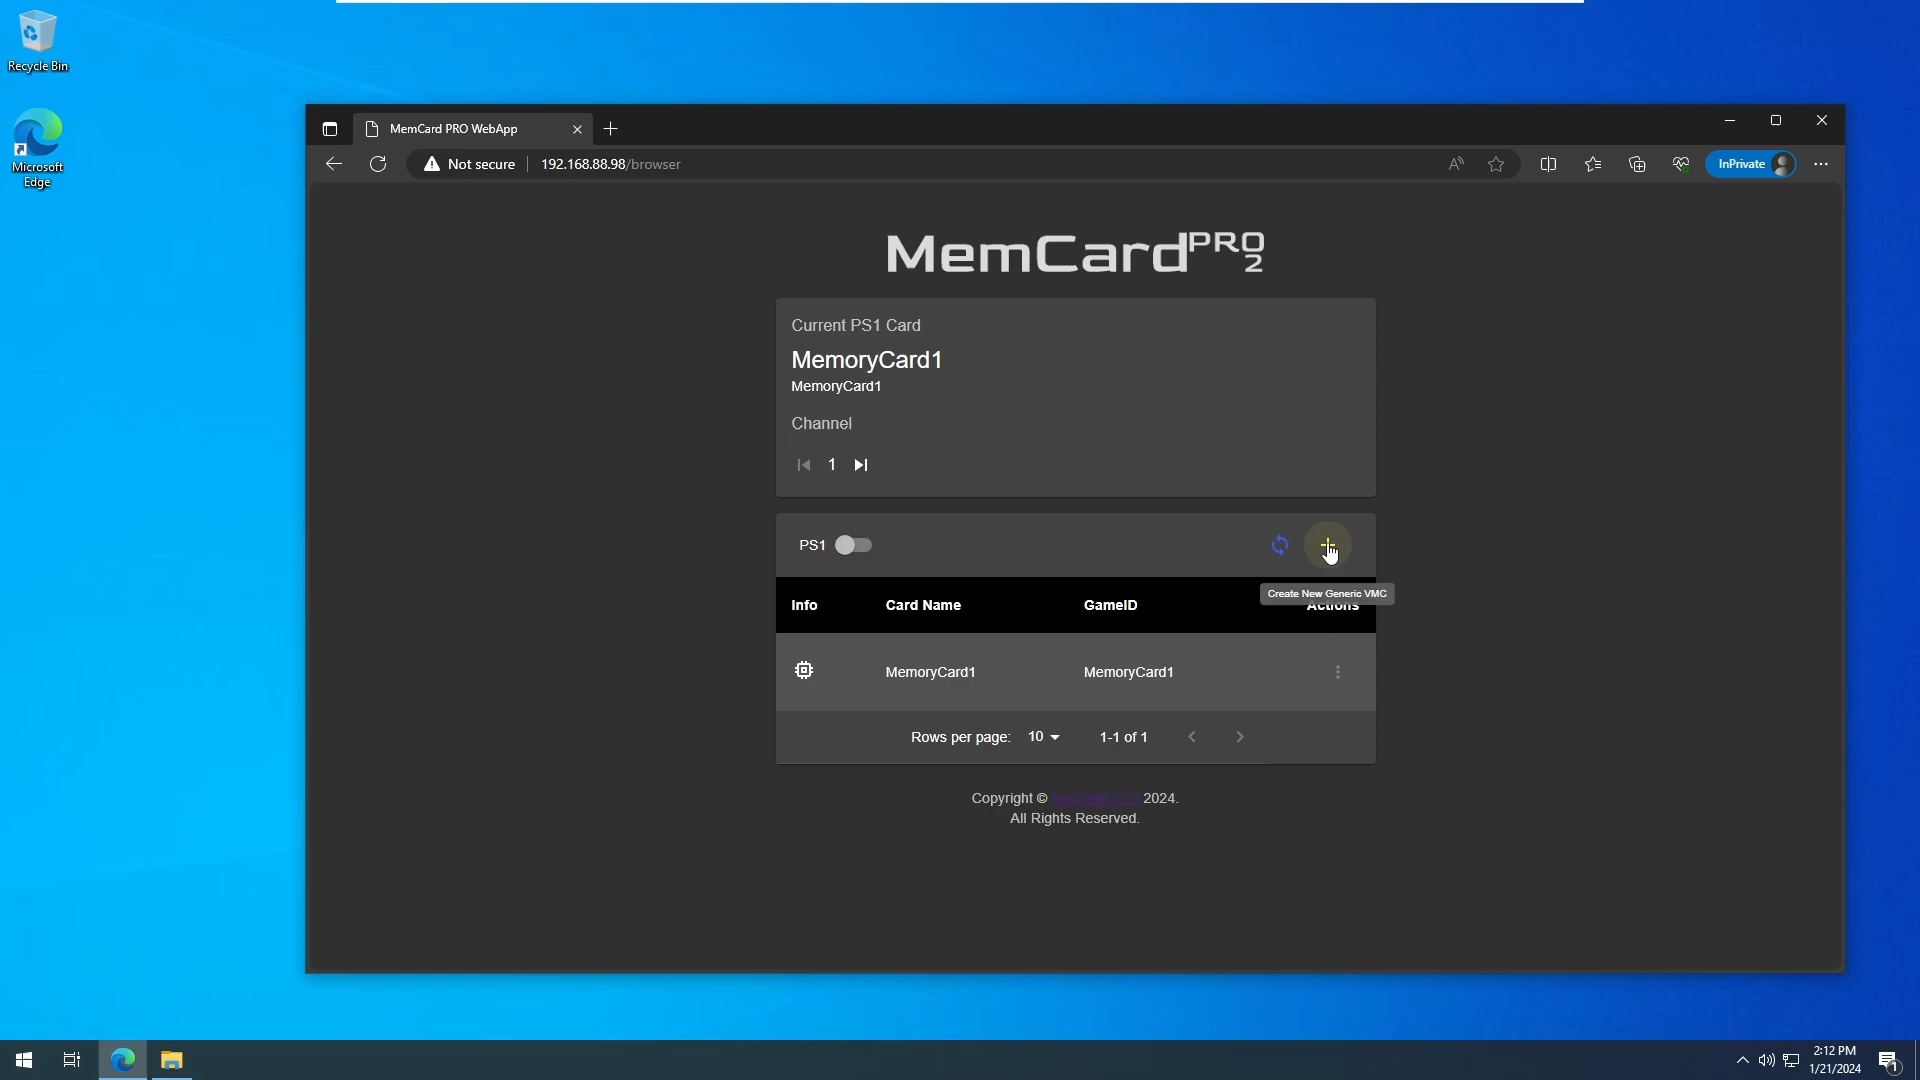 Recycle Bin
Microsoft
Edge
MemCard PRO WebApp
Not secure
192.168.88.98/browser
InPrivate
MemCard PRO 2
Current PS1 Card
MemoryCard1
MemoryCard1
Channel
1
PS1
Create New Generic VMC
Info Card Name GameID Actions
MemoryCard1 MemoryCard1
Rows per page: 10 1-1 of 1
Copyright © 2024.
All Rights Reserved.
2:12 PM
1/21/2024
1